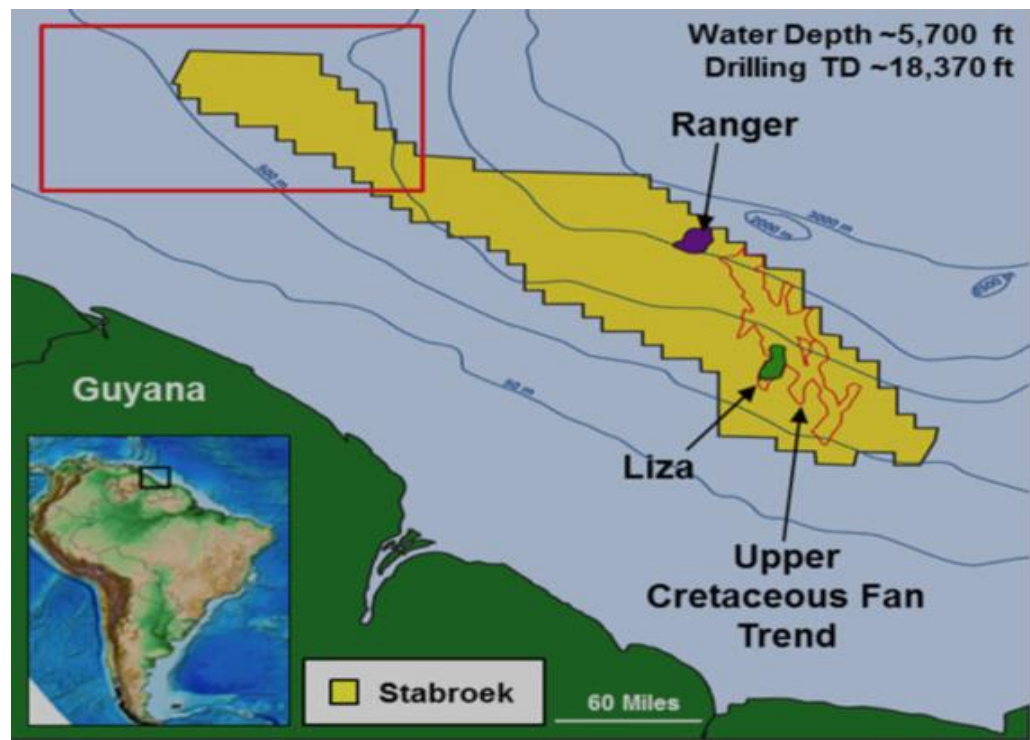 Water Depth ~5,700 ft
Drilling TD ~18,370 ft
Ranger
3000 m
2000 m
500 m
50 m
Guyana
Liza
Upper
Cretaceous Fan
Trend
Stabroek
60 Miles